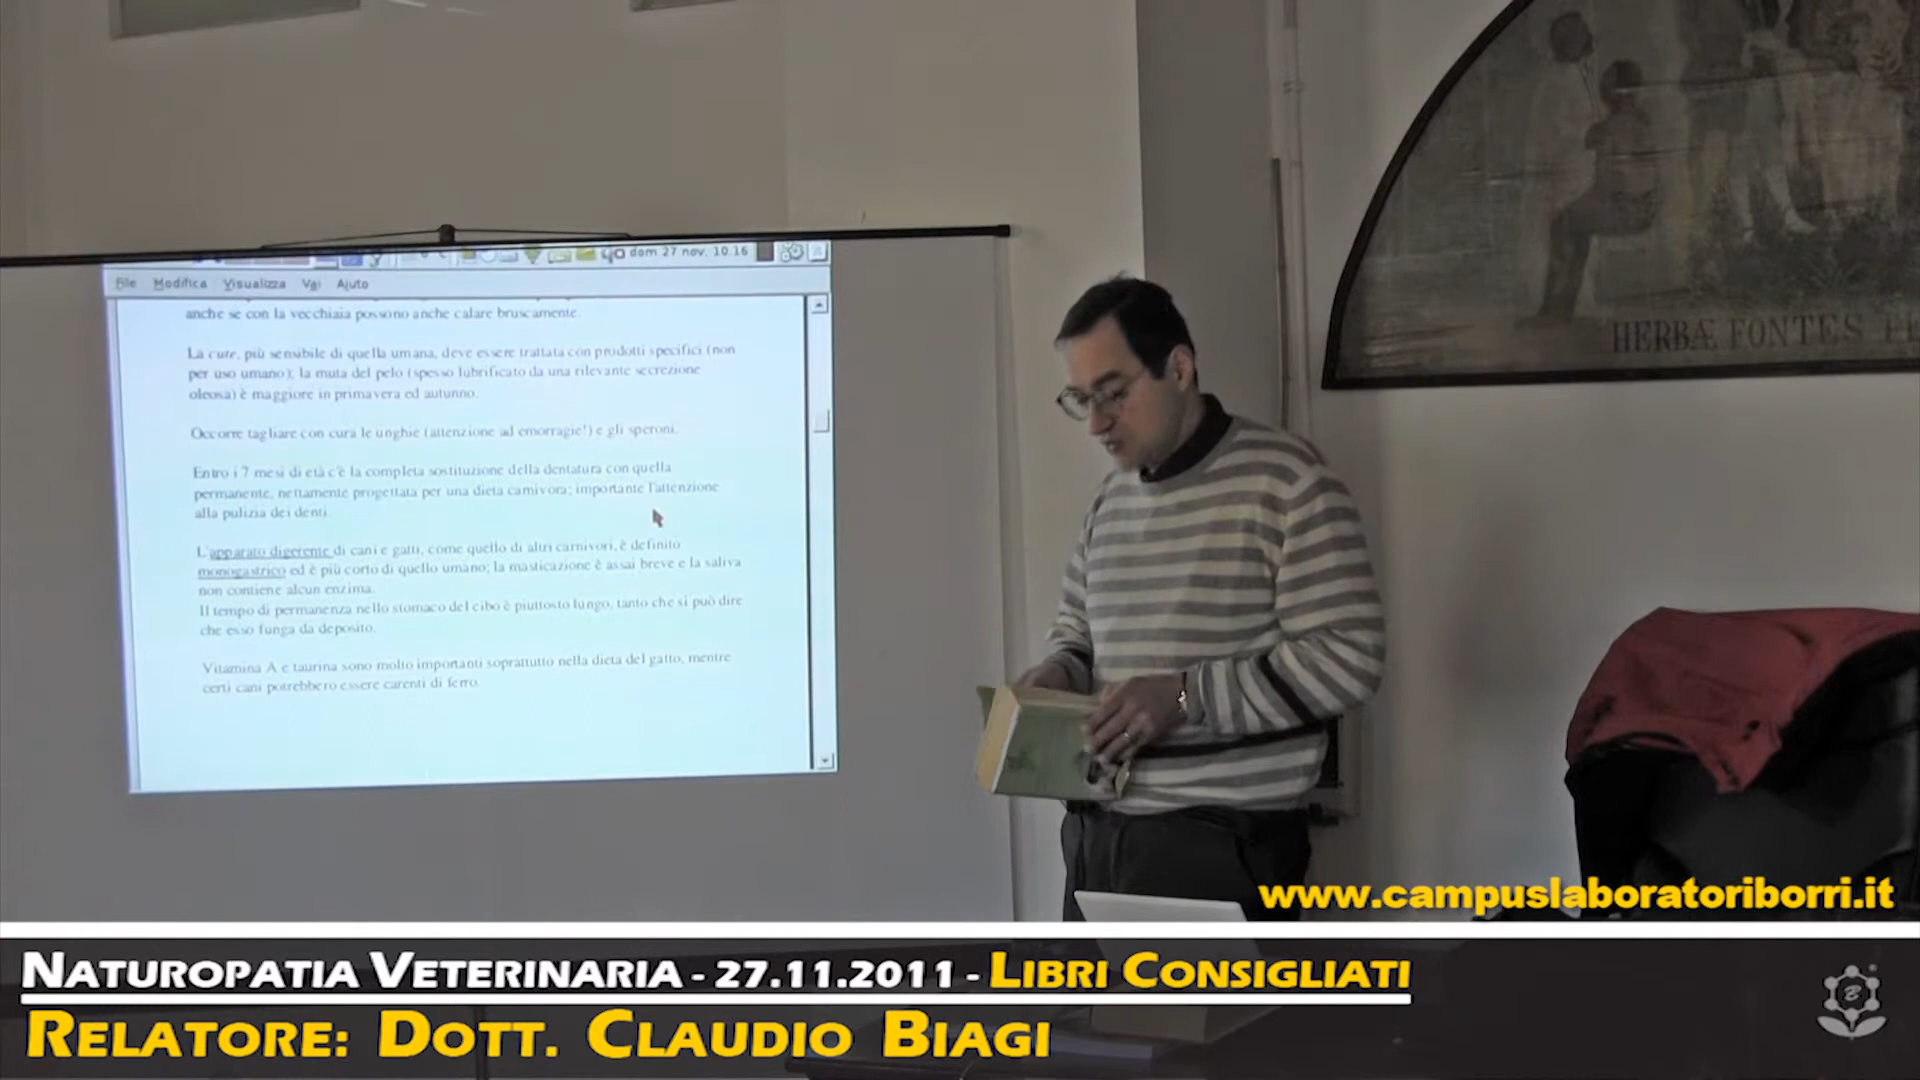 dom 27 nov. 10.16
File Modifica Visualizza Vai Aiuto
anche se con la vecchiaia possono anche calare bruscamente.
La cute, più sensibile di quella umana, deve essere trattata con prodotti specifici (non
per uso umano); la muta del pelo (spesso lubrificato da una rilevante secrezione
oleosa) è maggiore in primavera ed autunno.
Occorre tagliare con cura le unghie (attenzione ad emorragie!) e gli speroni.
Entro i 7 mesi di età c'è la completa sostituzione della dentatura con quella
permanente, nettamente progettata per una dieta carnivora; importante l'attenzione
alla pulizia dei denti.
L'apparato digerente di cani e gatti, come quello di altri carnivori, è definito
monogastrico ed è più corto di quello umano; la masticazione è assai breve e la saliva
non contiene alcun enzima.
Il tempo di permanenza nello stomaco del cibo è piuttosto lungo, tanto che si può dire
che esso funga da deposito.
Vitamina A e taurina sono molto importanti soprattutto nella dieta del gatto, mentre
certi cani potrebbero essere carenti di ferro.
HERBÆ FONTES
www.campuslaboratoriborri.it
NATUROPATIA VETERINARIA - 27.11.2011 - LIBRI CONSIGLIATI
RELATORE: DOTT. CLAUDIO BIAGI
B